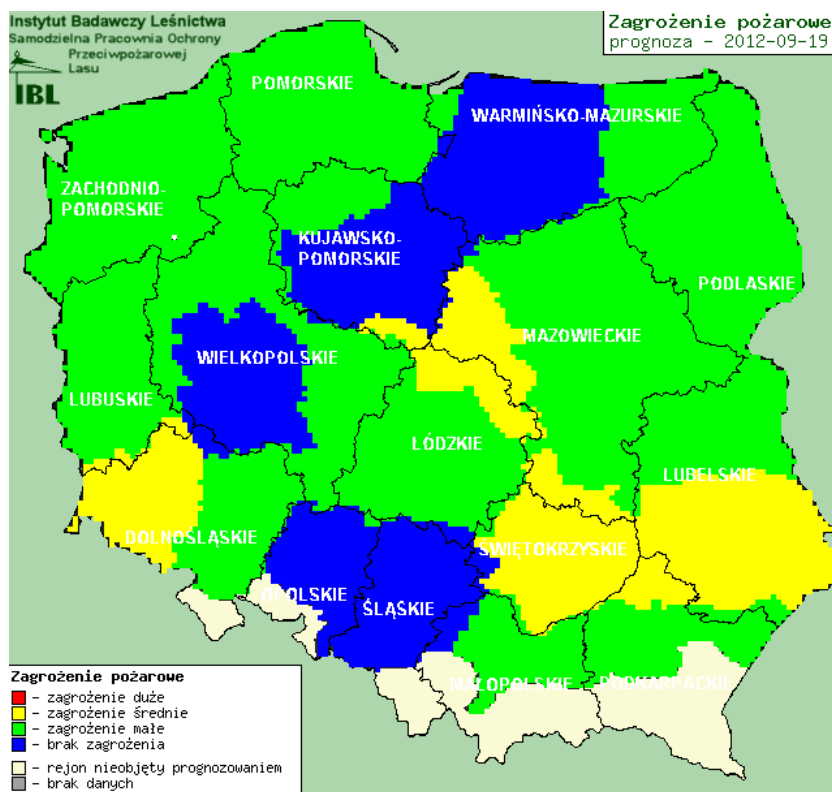 Instytut Badawczy Leśnictwa
Samodzielna Pracownia Ochrony
Przeciwpożarowej
Lasu
IBL
Zagrożenie pożarowe
prognoza - 2012-09-19
POMORSKIE
WARMIŃSKO-MAZURSKIE
ZACHODNIO-
POMORSKIE
KUJAWSKO-
POMORSKIE
PODLASKIE
MAZOWIECKIE
WIELKOPOLSKIE
LUBUSKIE
ŁÓDZKIE
LUBELSKIE
DOLNOŚLĄSKIE
ŚWIĘTOKRZYSKIE
OPOLSKIE
ŚLĄSKIE
MAŁOPOLSKIE
PODKARPACKIE
Zagrożenie pożarowe
- zagrożenie duże
- zagrożenie średnie
- zagrożenie małe
- brak zagrożenia
- rejon nieobjęty prognozowaniem
- brak danych